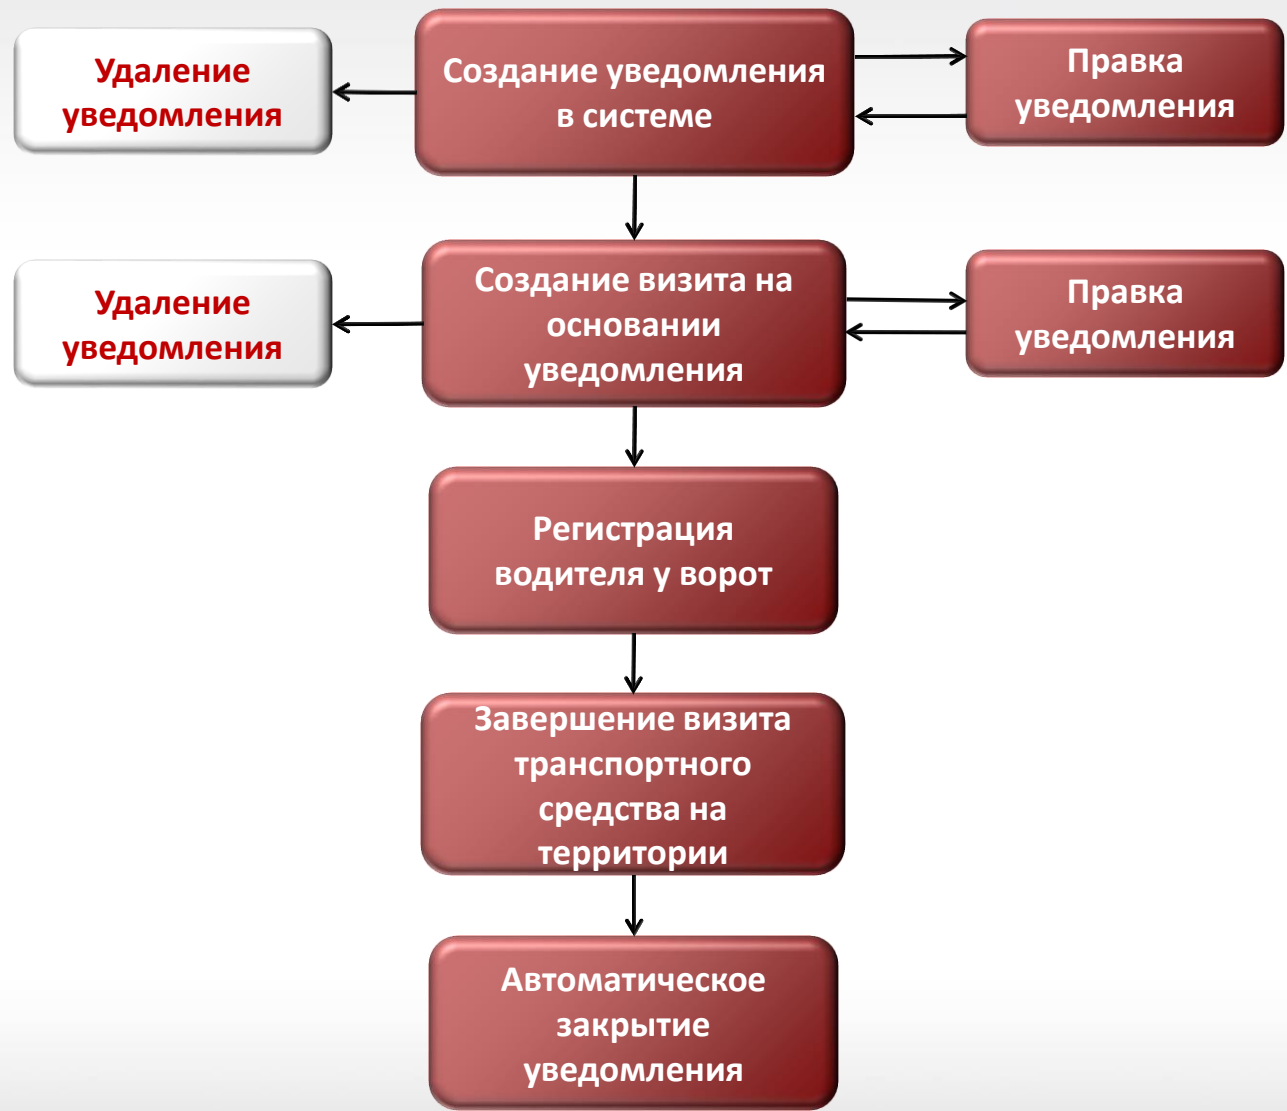 Удаление
уведомления
Создание уведомления
в системе
Правка
уведомления
Удаление
уведомления
Создание визита на
основании
уведомления
Правка
уведомления
Регистрация
водителя у ворот
Завершение визита
транспортного
средства на
территории
Автоматическое
закрытие
уведомления